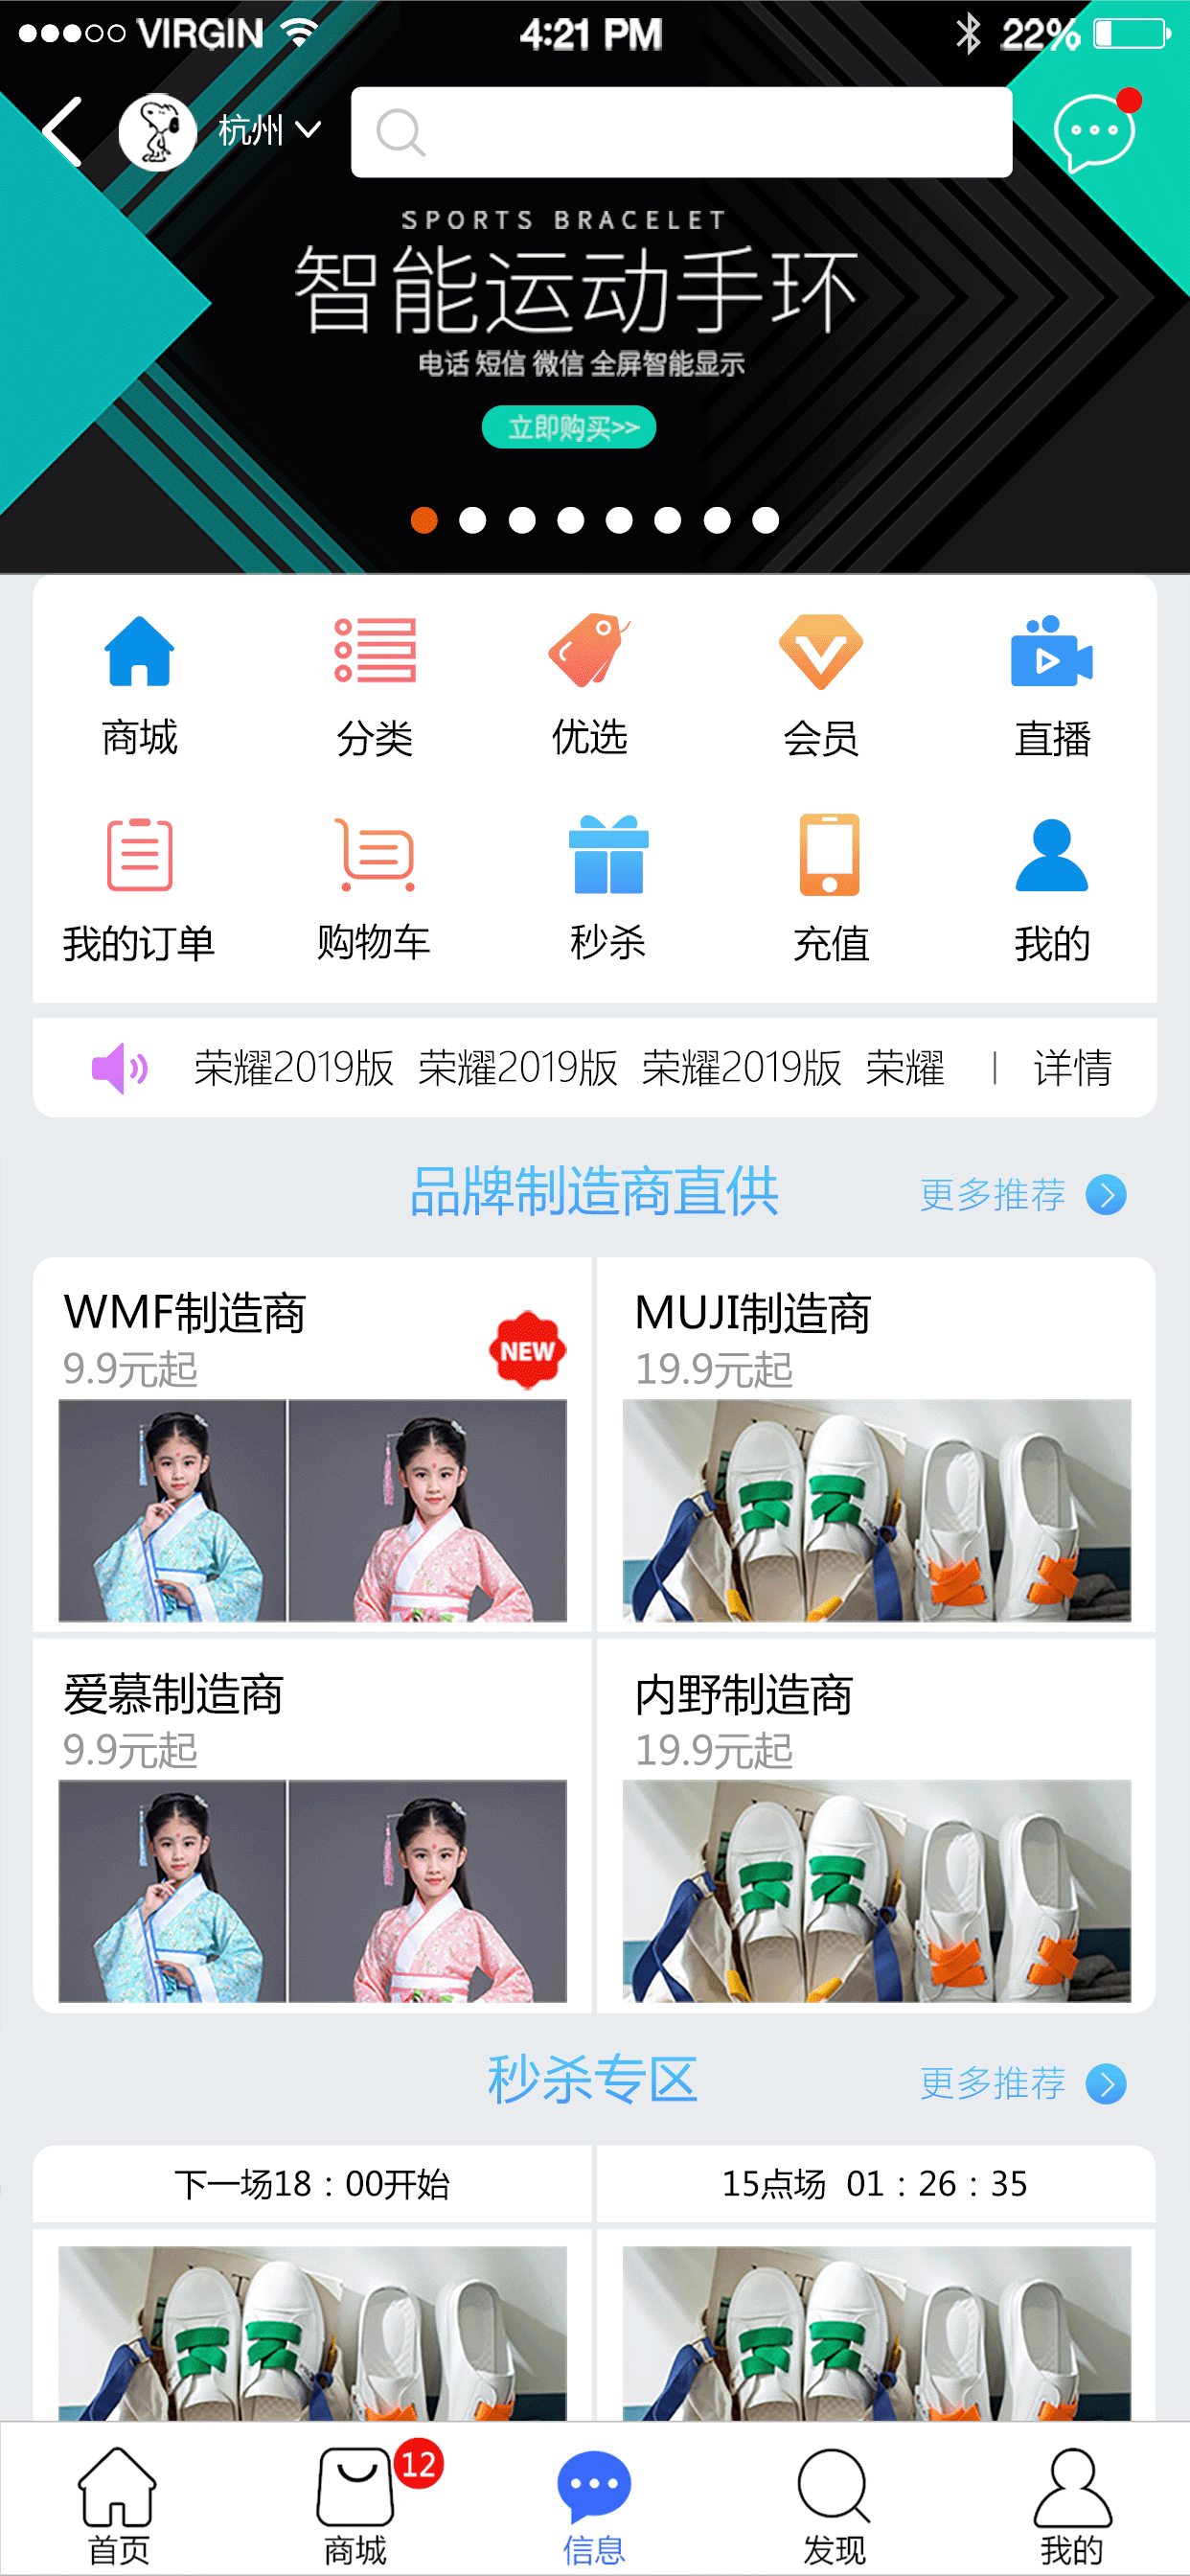 VIRGIN 4:21 PM 22%
杭州
SPORTS BRACELET
智能运动手环
电话 短信 微信 全屏智能显示
立即购买>>
商城 分类 优选 会员 直播
我的订单 购物车 秒杀 充值 我的
荣耀2019版 荣耀2019版 荣耀2019版 荣耀 | 详情
品牌制造商直供 更多推荐
WMF制造商
9.9元起
NEW
MUJI制造商
19.9元起
爱慕制造商
9.9元起
内野制造商
19.9元起
秒杀专区 更多推荐
下一场18：00开始 15点场 01：26：35
12
首页 商城 信息 发现 我的